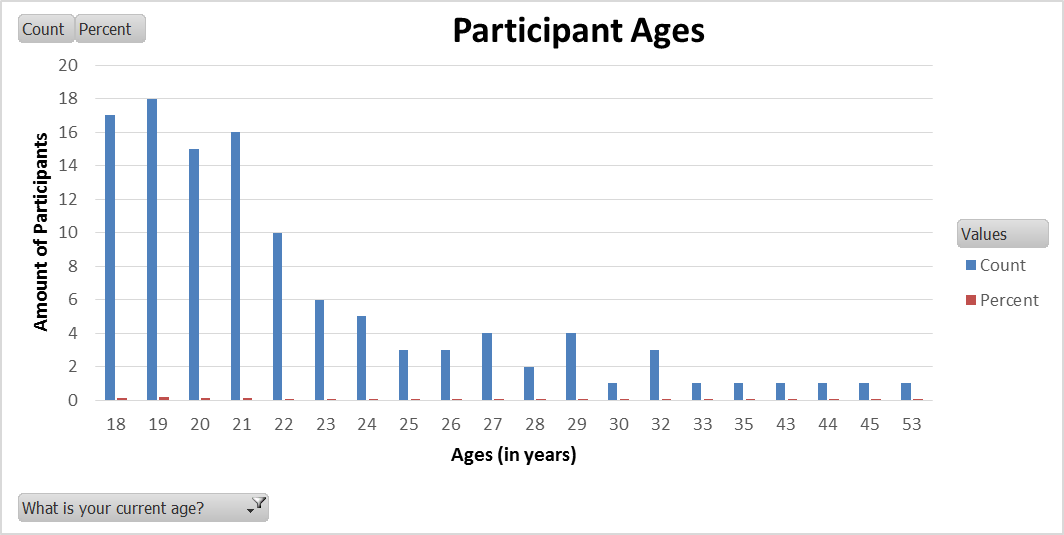 Count Percent
Participant Ages
Amount of Participants
20
18
16
14
12
10
8
6
4
2
0
18 19 20 21 22 23 24 25 26 27 28 29 30 32 33 35 43 44 45 53
Ages (in years)
Values
Count
Percent
What is your current age?